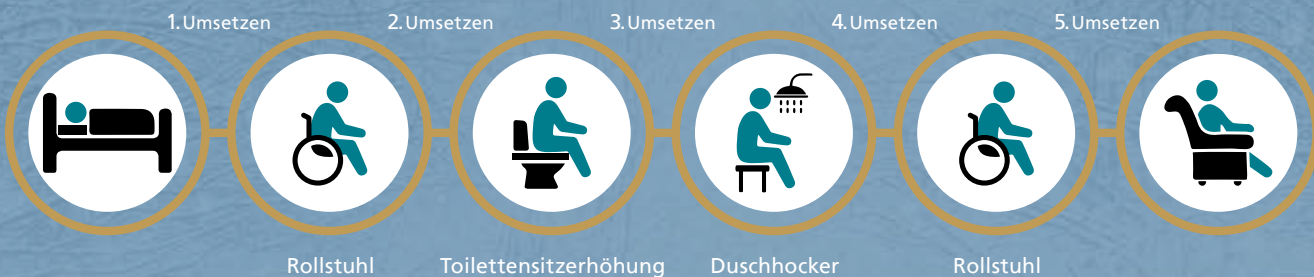 1. Umsetzen 2. Umsetzen 3. Umsetzen 4. Umsetzen 5. Umsetzen
Rollstuhl Toilettensitzerhöhung Duschhocker Rollstuhl